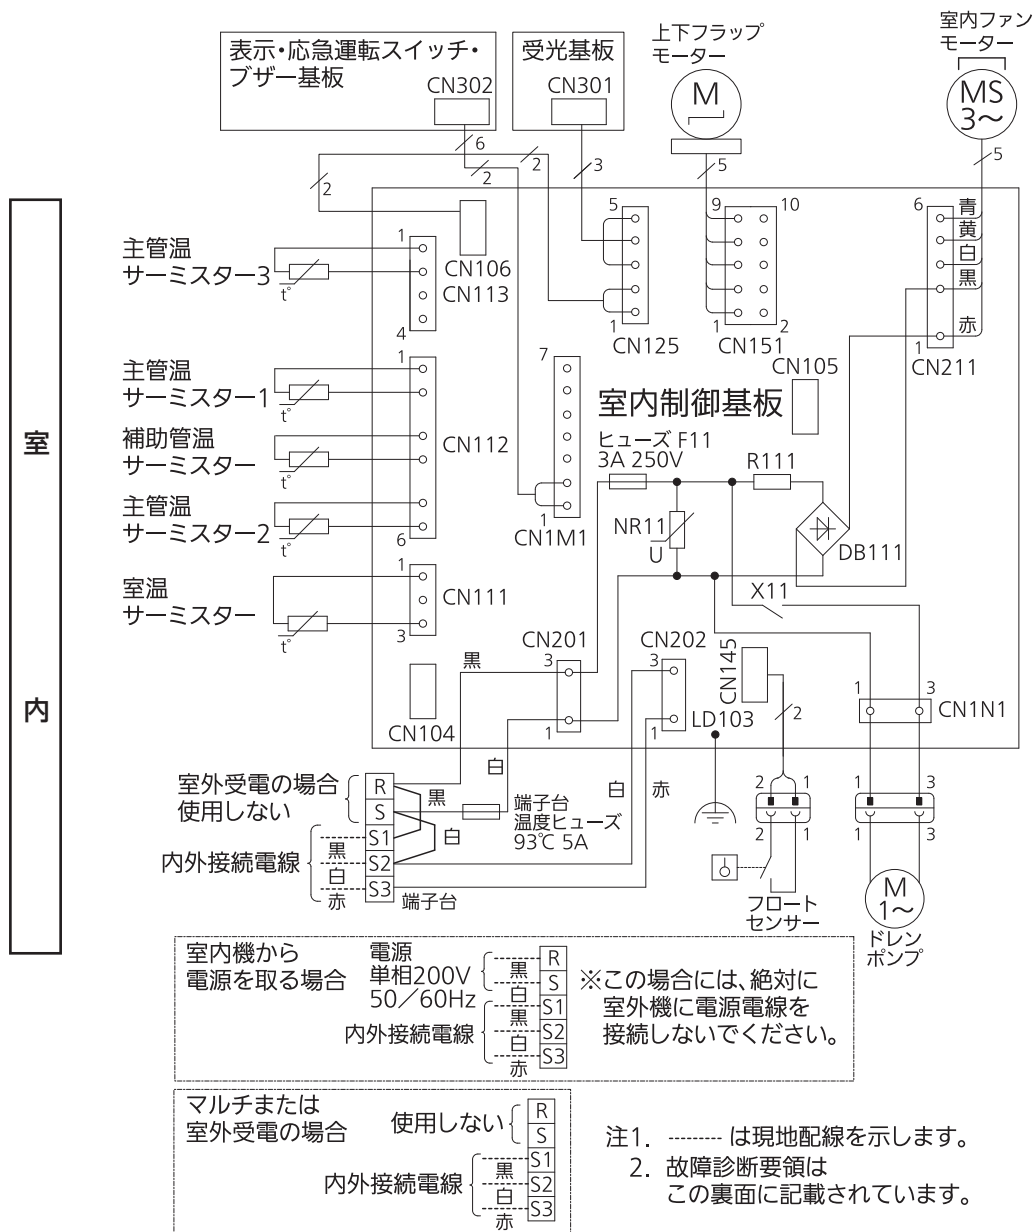 表示・応急運転スイッチ・
ブザー基板
CN302
受光基板
CN301
上下フラップ
モーター
M
室内ファン
モーター
MS
3〜
6
2
2
2
3
5
5
室
内
主管温
サーミスター3
t°
1
4
CN106
CN113
5
1
CN125
9
10
1
2
CN151
6
青
黄
白
黒
赤
1
CN211
主管温
サーミスター1
t°
補助管温
サーミスター
t°
主管温
サーミスター2
t°
1
6
CN112
7
1
CN1M1
CN105
室内制御基板
ヒューズ F11
3A 250V
R111
NR11
U
DB111
X11
室温
サーミスター
t°
1
3
CN111
CN104
CN201
3
1
黒
CN202
3
1
CN145
LD103
2
1
3
CN1N1
室外受電の場合
使用しない
内外接続電線
黒
白
赤
R
S
S1
S2
S3
端子台
黒
白
白
端子台
温度ヒューズ
93℃ 5A
白
赤
2
1
2
1
フロート
センサー
1
3
1
3
M
1〜
ドレン
ポンプ
室内機から
電源を取る場合
電源
単相200V
50／60Hz
内外接続電線
黒
白
黒
白
赤
R
S
S1
S2
S3
※この場合には、絶対に
室外機に電源電線を
接続しないでください。
マルチまたは
室外受電の場合
使用しない
内外接続電線
黒
白
赤
R
S
S1
S2
S3
注1. -------- は現地配線を示します。
2. 故障診断要領は
この裏面に記載されています。